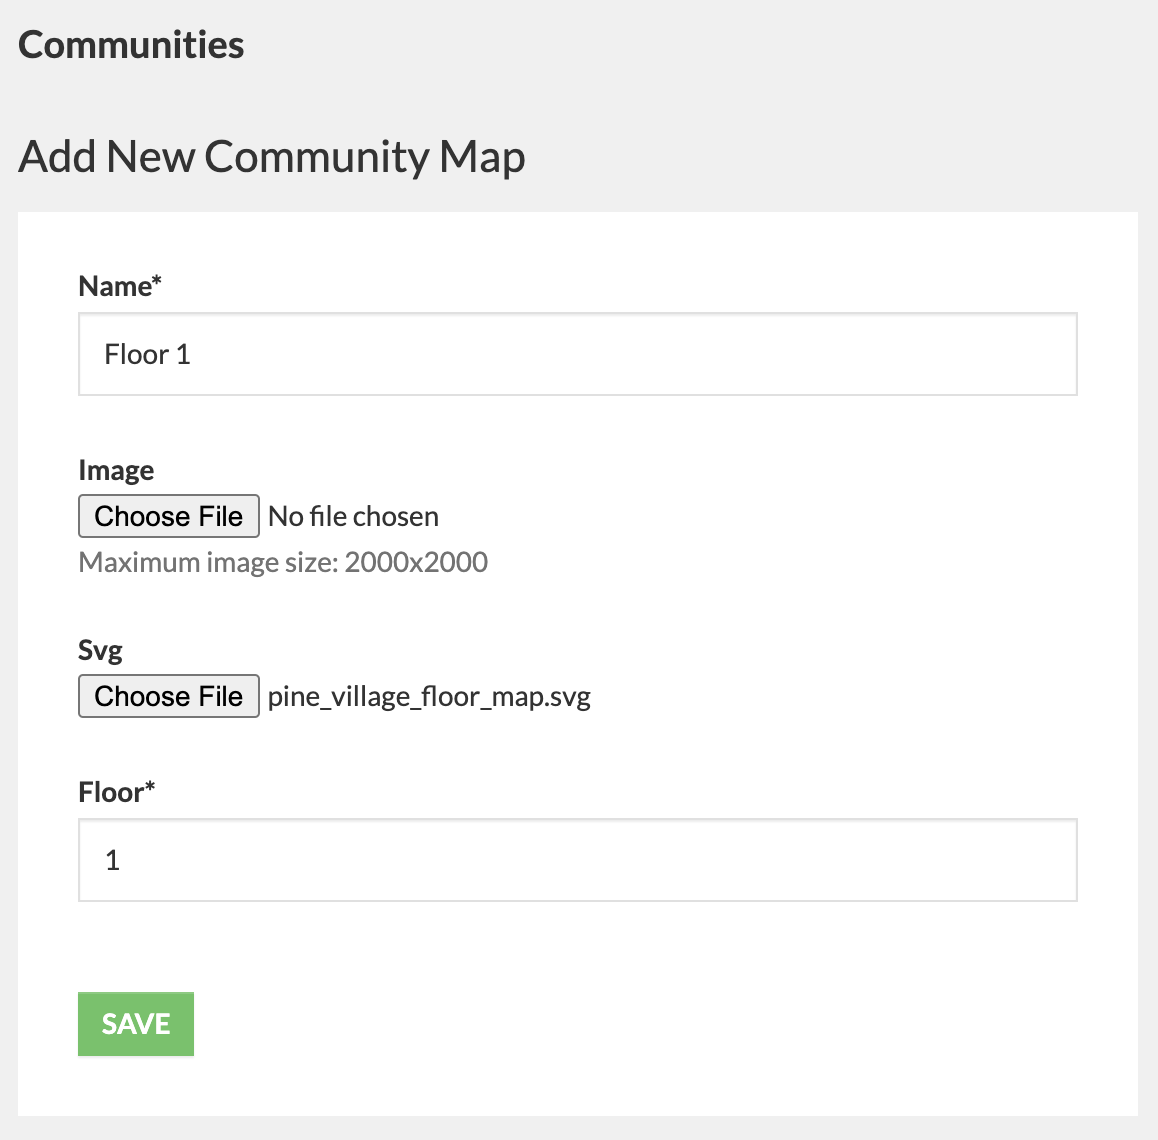 Communities
Add New Community Map
Name*
Floor 1
Image
Choose File No file chosen
Maximum image size: 2000x2000
Svg
Choose File pine_village_floor_map.svg
Floor*
1
SAVE